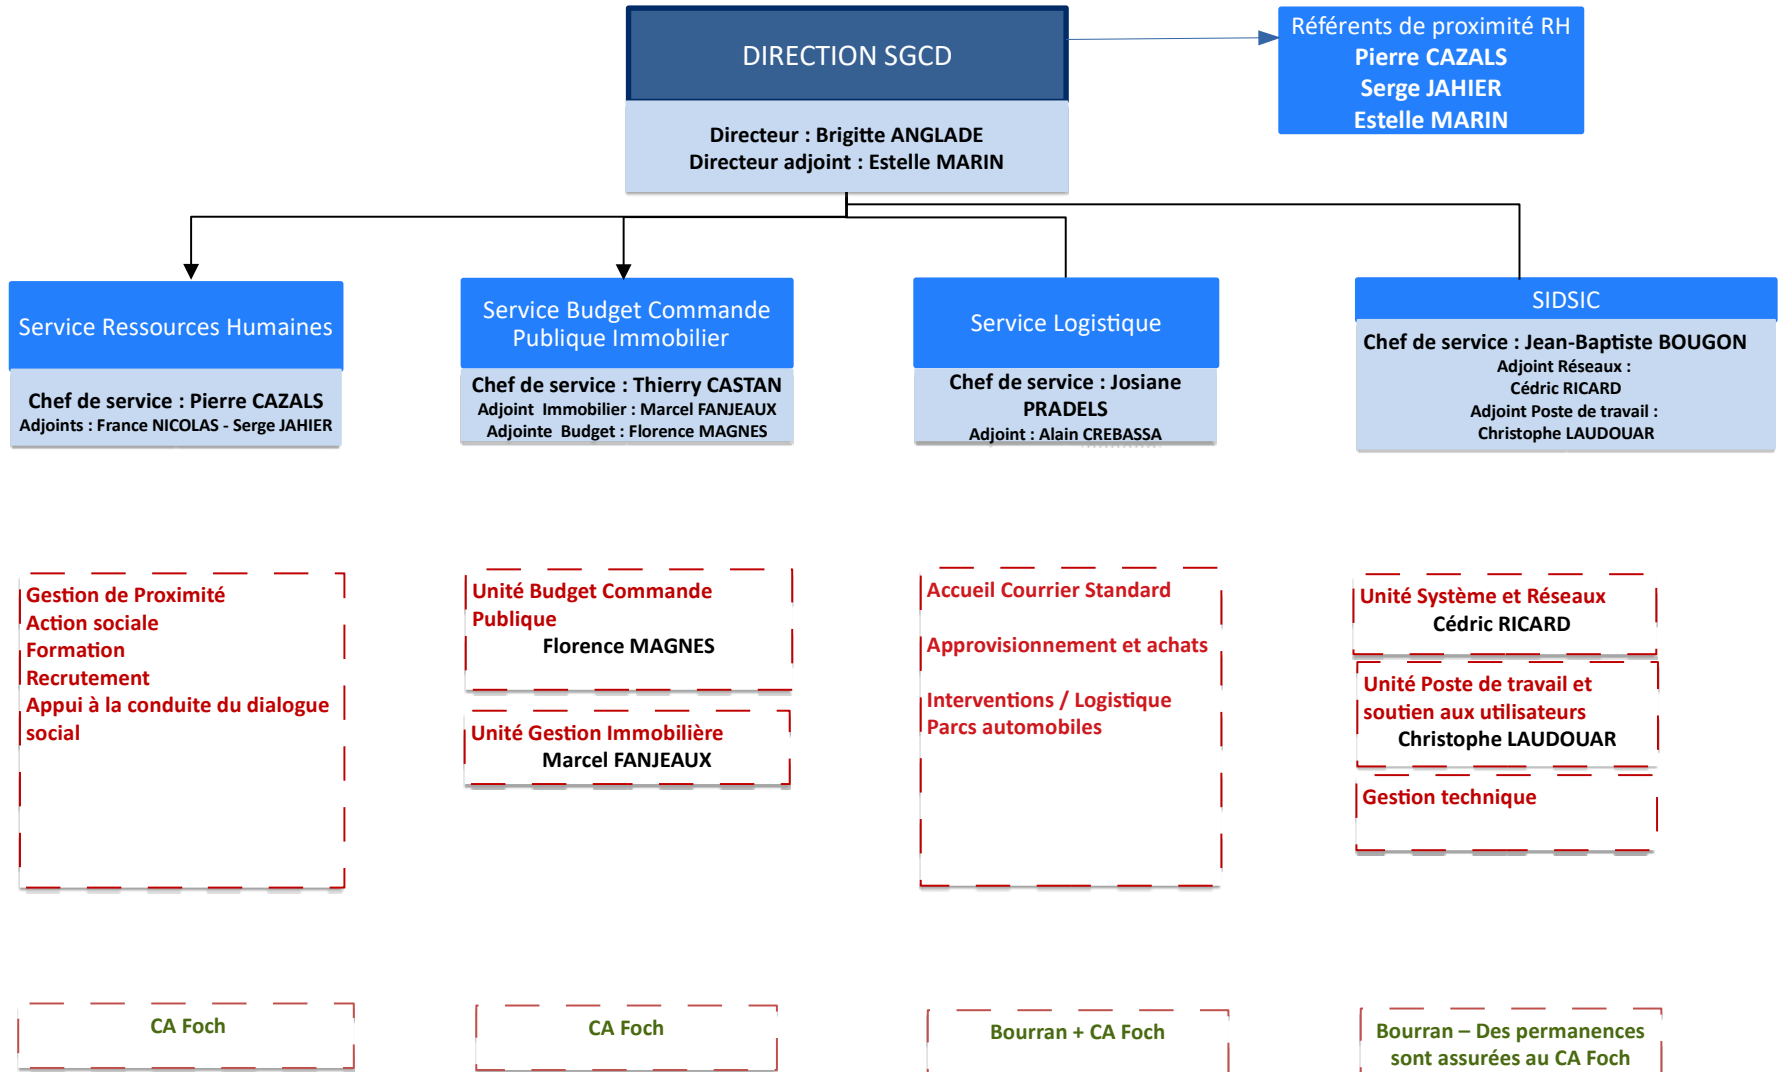 DIRECTION SGCD
Directeur : Brigitte ANGLADE
Directeur adjoint : Estelle MARIN
Référents de proximité RH
Pierre CAZALS
Serge JAHIER
Estelle MARIN
Service Ressources Humaines
Chef de service : Pierre CAZALS
Adjoints : France NICOLAS - Serge JAHIER
Service Budget Commande
Publique Immobilier
Chef de service : Thierry CASTAN
Adjoint Immobilier : Marcel FANJEAUX
Adjointe Budget : Florence MAGNES
Service Logistique
Chef de service : Josiane
PRADELS
Adjoint : Alain CREBASSA
SIDSIC
Chef de service : Jean-Baptiste BOUGON
Adjoint Réseaux :
Cédric RICARD
Adjoint Poste de travail :
Christophe LAUDOUAR
Gestion de Proximité
Action sociale
Formation
Recrutement
Appui à la conduite du dialogue
social
Unité Budget Commande
Publique
Florence MAGNES
Unité Gestion Immobilière
Marcel FANJEAUX
Accueil Courrier Standard
Approvisionnement et achats
Interventions / Logistique
Parcs automobiles
Unité Système et Réseaux
Cédric RICARD
Unité Poste de travail et
soutien aux utilisateurs
Christophe LAUDOUAR
Gestion technique
CA Foch
CA Foch
Bourran + CA Foch
Bourran – Des permanences
sont assurées au CA Foch